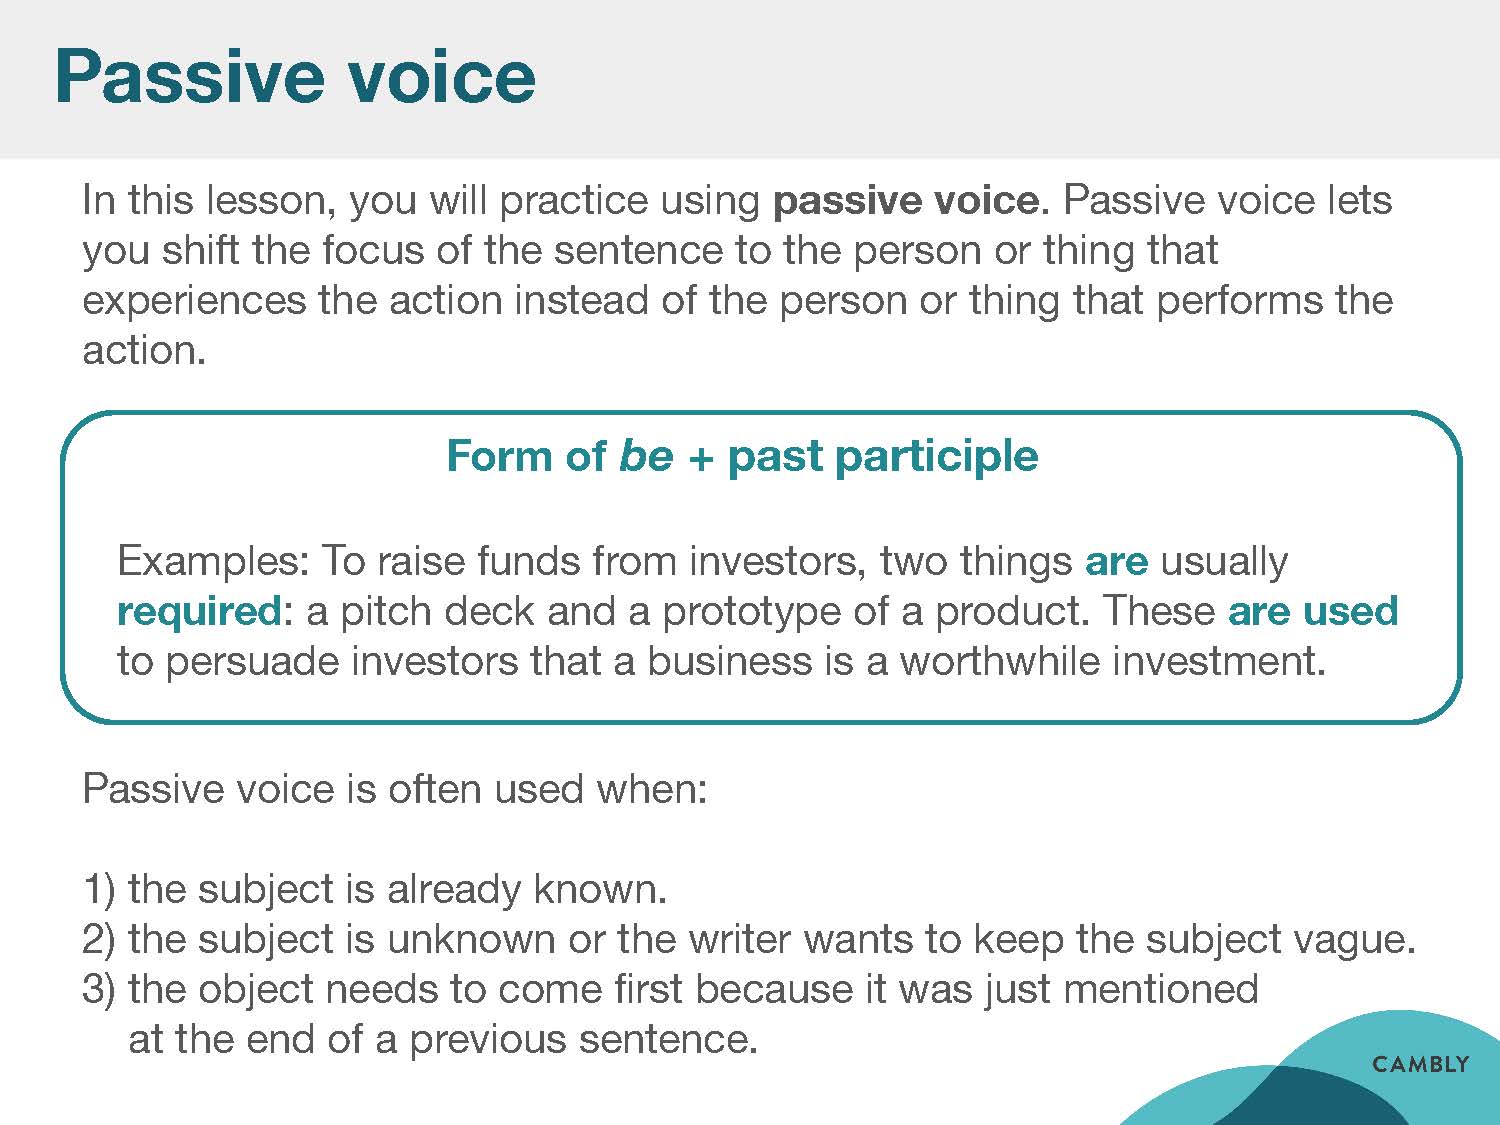 Passive voice
In this lesson, you will practice using passive voice. Passive voice lets
you shift the focus of the sentence to the person or thing that
experiences the action instead of the person or thing that performs the
action.
Form of be + past participle
Examples: To raise funds from investors, two things are usually
required: a pitch deck and a prototype of a product. These are used
to persuade investors that a business is a worthwhile investment.
Passive voice is often used when:
1) the subject is already known.
2) the subject is unknown or the writer wants to keep the subject vague.
3) the object needs to come first because it was just mentioned
at the end of a previous sentence.
CAMBLY